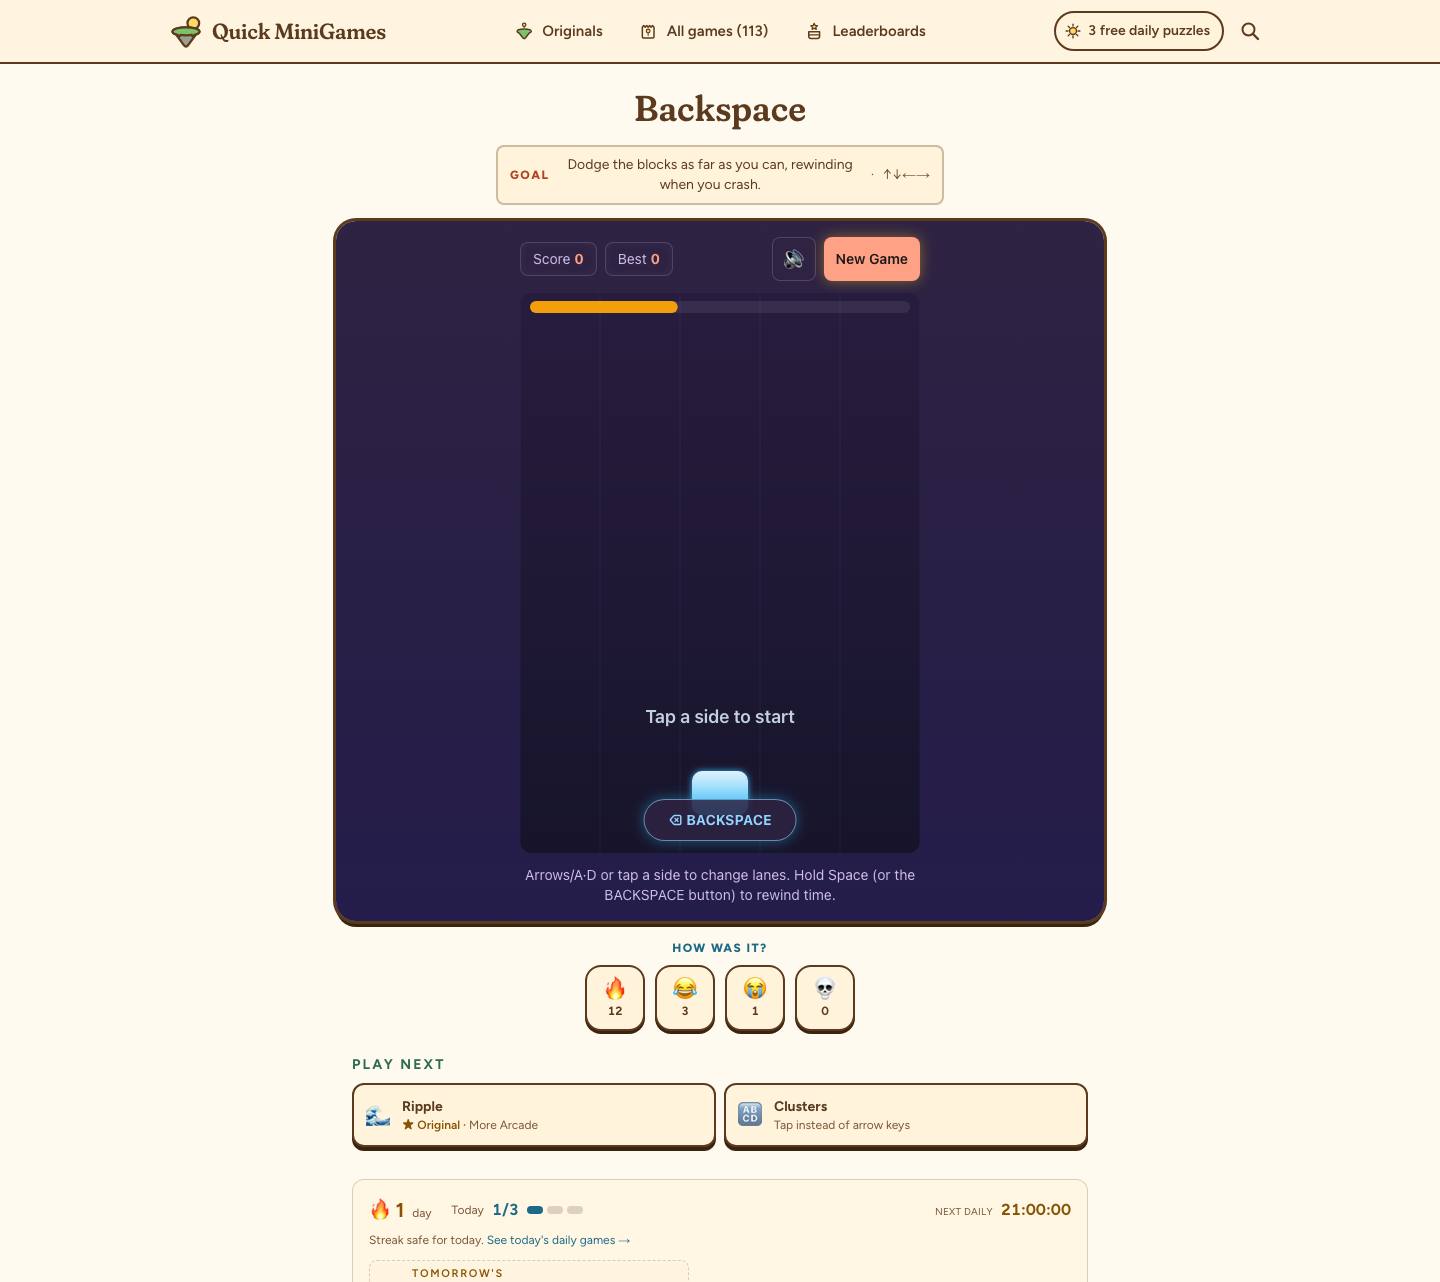 Quick MiniGames
Originals
All games (113)
Leaderboards
3 free daily puzzles
Backspace
GOAL
Dodge the blocks as far as you can, rewinding
when you crash.
· ↑↓←→
Score 0
Best 0
New Game
Tap a side to start
BACKSPACE
Arrows/A·D or tap a side to change lanes. Hold Space (or the
BACKSPACE button) to rewind time.
HOW WAS IT?
12
3
1
0
PLAY NEXT
Ripple
Original · More Arcade
ABCD
Clusters
Tap instead of arrow keys
1 day
Today 1/3
NEXT DAILY 21:00:00
Streak safe for today. See today's daily games →
TOMORROW'S